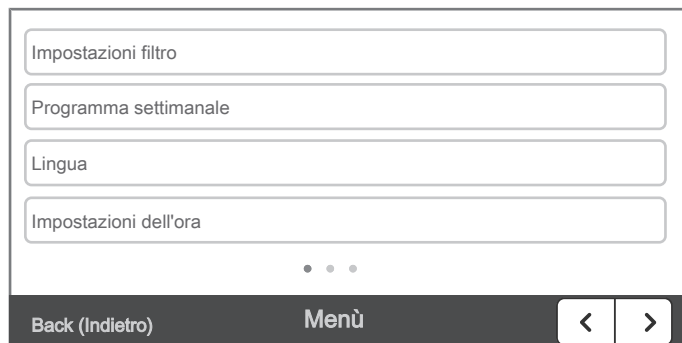 Impostazioni filtro
Programma settimanale
Lingua
Impostazioni dell'ora
Back (Indietro) Menù